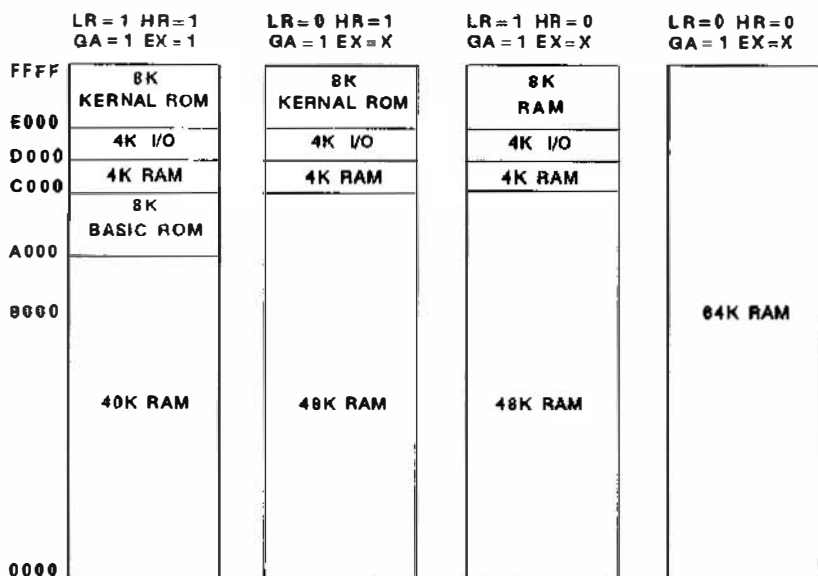 LR = 1 HR = 1
GA = 1 EX = 1
LR = 0 HR = 1
GA = 1 EX = X
LR = 1 HR = 0
GA = 1 EX = X
LR = 0 HR = 0
GA = 1 EX = X
FFFF
8K
KERNAL ROM
8K
KERNAL ROM
8K
RAM
E000
4K I/O
4K I/O
4K I/O
D000
4K RAM
4K RAM
4K RAM
C000
8K
BASIC ROM
A000
8000
64K RAM
40K RAM
48K RAM
48K RAM
0000